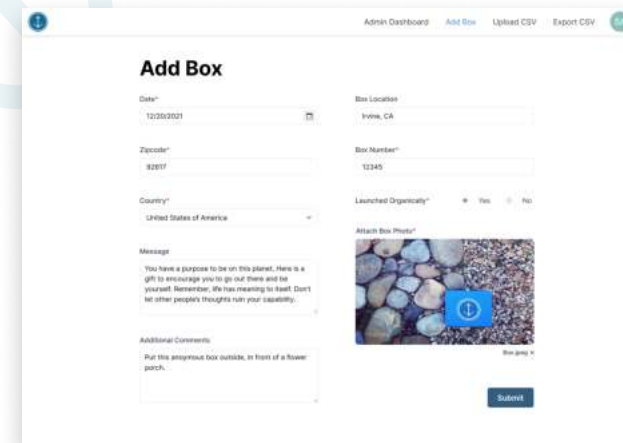 Admin Dashboard Add Box Upload CSV Export CSV
Add Box
Date*
12/20/2021
Box Location
Irvine, CA
Zipcode*
92617
Box Number*
12345
Country*
United States of America
Launched Organically* Yes No
Message
You have a purpose to be on this planet. Here is a
gift to encourage you to go out there and be
yourself. Remember, life has meaning to itself. Don't
let other people's thoughts ruin your capability.
Attach Box Photo*
Box.jpeg x
Additional Comments
Put this anoymous box outside, in front of a flower
porch.
Submit